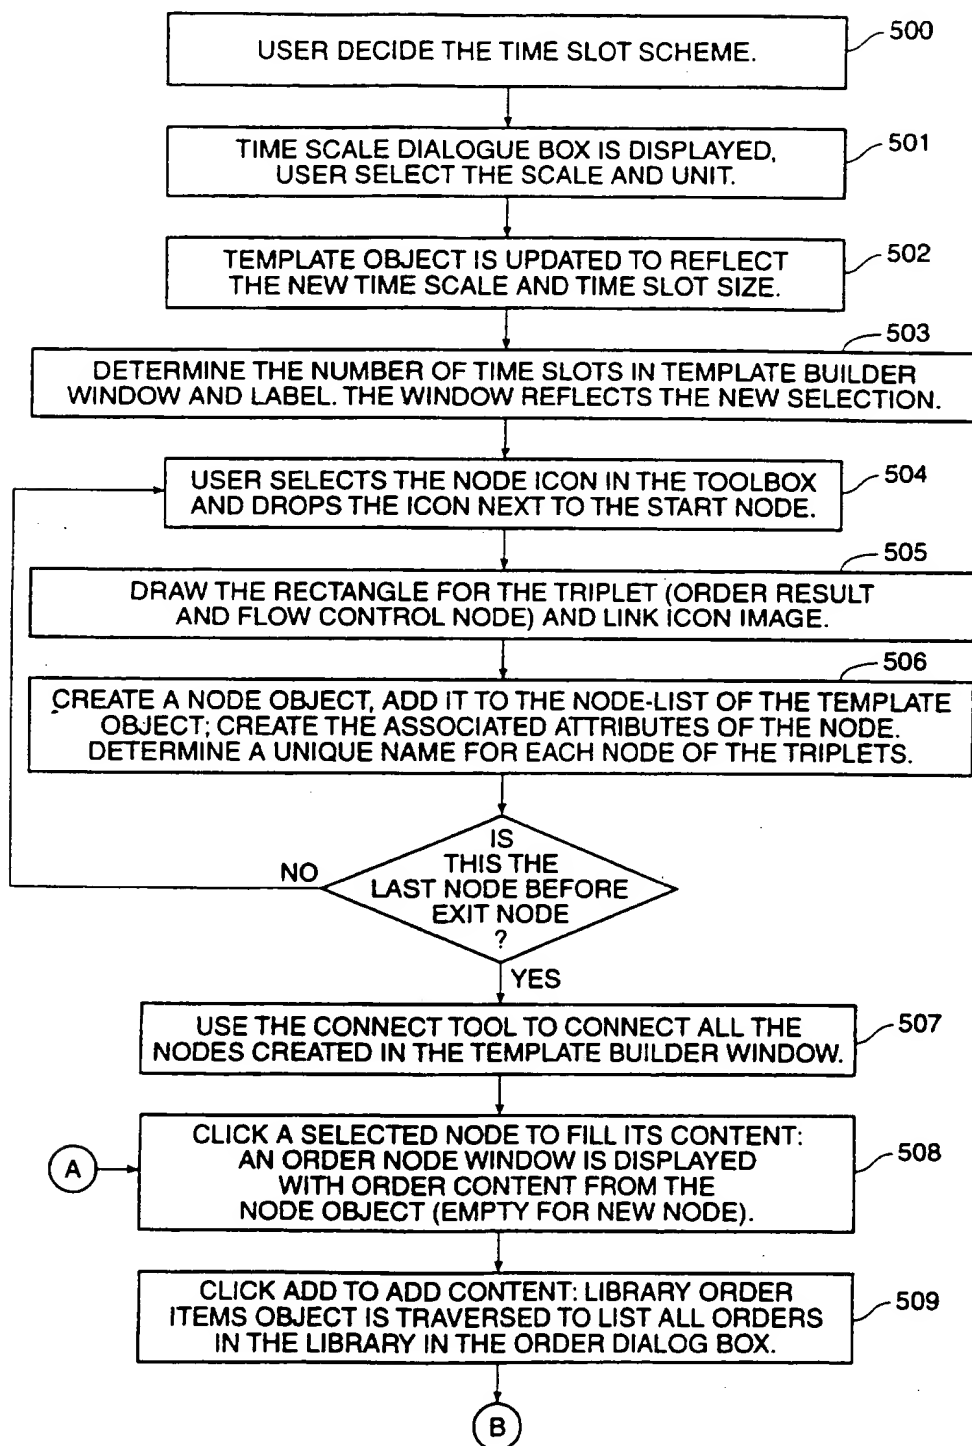 USER DECIDE THE TIME SLOT SCHEME.
500
TIME SCALE DIALOGUE BOX IS DISPLAYED,
USER SELECT THE SCALE AND UNIT.
501
TEMPLATE OBJECT IS UPDATED TO REFLECT
THE NEW TIME SCALE AND TIME SLOT SIZE.
502
503
DETERMINE THE NUMBER OF TIME SLOTS IN TEMPLATE BUILDER
WINDOW AND LABEL. THE WINDOW REFLECTS THE NEW SELECTION.
USER SELECTS THE NODE ICON IN THE TOOLBOX
AND DROPS THE ICON NEXT TO THE START NODE.
504
505
DRAW THE RECTANGLE FOR THE TRIPLET (ORDER RESULT
AND FLOW CONTROL NODE) AND LINK ICON IMAGE.
506
CREATE A NODE OBJECT, ADD IT TO THE NODE-LIST OF THE TEMPLATE
OBJECT; CREATE THE ASSOCIATED ATTRIBUTES OF THE NODE.
DETERMINE A UNIQUE NAME FOR EACH NODE OF THE TRIPLETS.
IS
THIS THE
LAST NODE BEFORE
EXIT NODE
?
NO
YES
USE THE CONNECT TOOL TO CONNECT ALL THE
NODES CREATED IN THE TEMPLATE BUILDER WINDOW.
507
A
CLICK A SELECTED NODE TO FILL ITS CONTENT:
AN ORDER NODE WINDOW IS DISPLAYED
WITH ORDER CONTENT FROM THE
NODE OBJECT (EMPTY FOR NEW NODE).
508
CLICK ADD TO ADD CONTENT: LIBRARY ORDER
ITEMS OBJECT IS TRAVERSED TO LIST ALL ORDERS
IN THE LIBRARY IN THE ORDER DIALOG BOX.
509
B